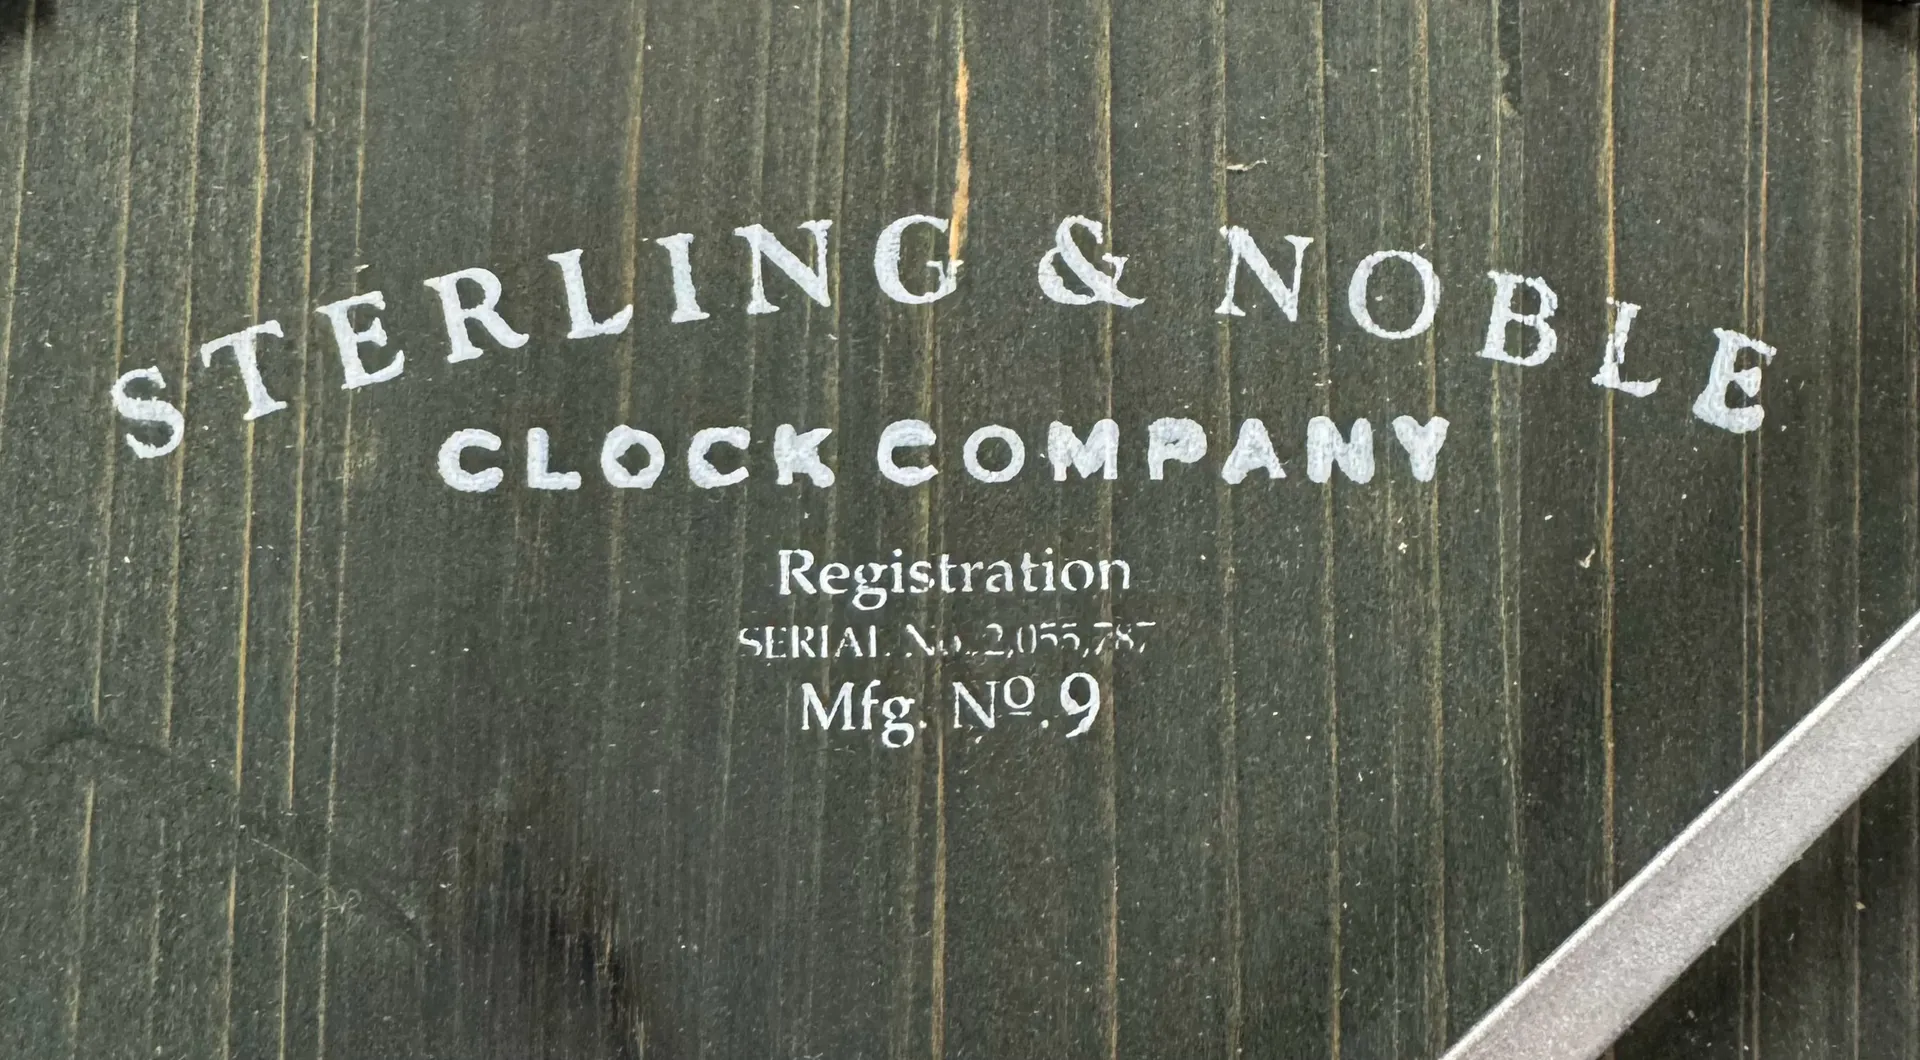 STERLING & NOBLE
CLOCK COMPANY
Registration
SERIAL No. 2,055,787
Mfg. Nº. 9